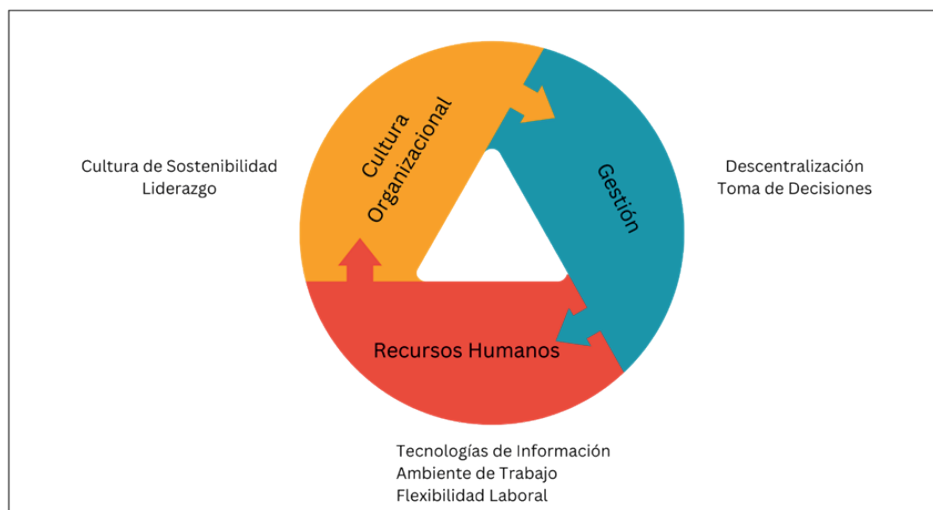 Cultura
Organizacional
Gestión
Recursos Humanos
Cultura de Sostenibilidad
Liderazgo
Descentralización
Toma de Decisiones
Tecnologías de Información
Ambiente de Trabajo
Flexibilidad Laboral